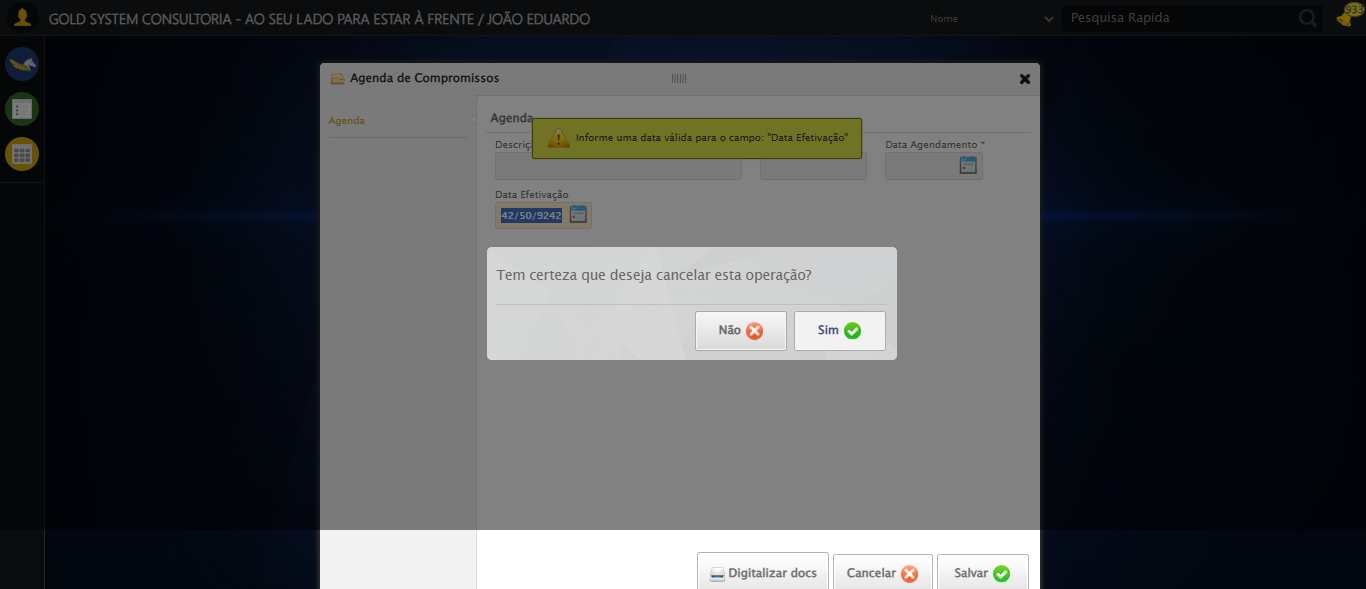 GOLD SYSTEM CONSULTORIA - AO SEU LADO PARA ESTAR À FRENTE / JOÃO EDUARDO
Nome
Pesquisa Rapida
933
Agenda de Compromissos
Agenda
Agenda
Informe uma data válida para o campo: "Data Efetivação"
Data Agendamento *
Data Efetivação
42/50/9242
Tem certeza que deseja cancelar esta operação?
Não
Sim
Digitalizar docs
Cancelar
Salvar